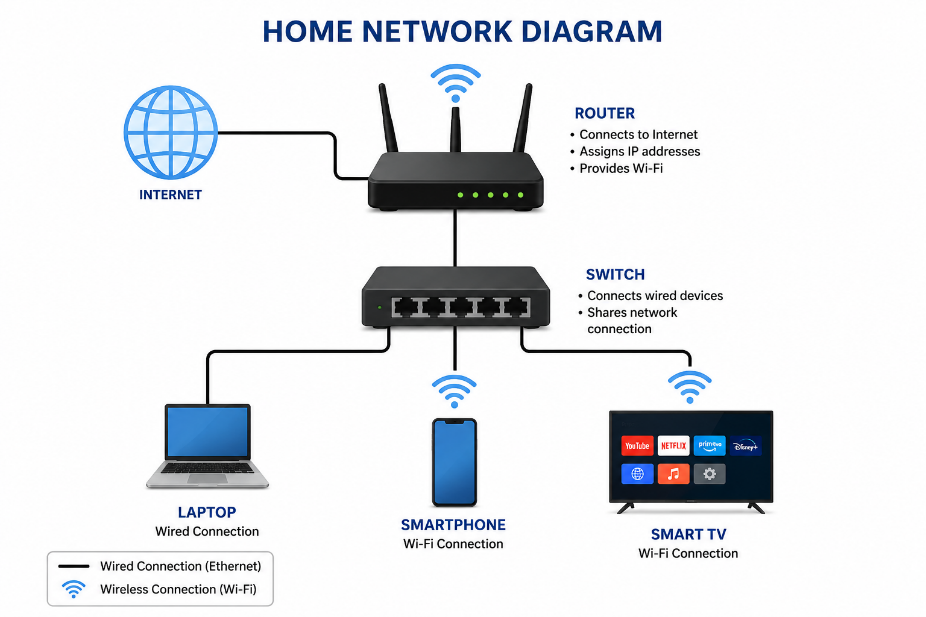 HOME NETWORK DIAGRAM
INTERNET
ROUTER
• Connects to Internet
• Assigns IP addresses
• Provides Wi-Fi
SWITCH
• Connects wired devices
• Shares network
connection
YouTube
NETFLIX
prime video
Disney+
LAPTOP
Wired Connection
SMARTPHONE
Wi-Fi Connection
SMART TV
Wi-Fi Connection
Wired Connection (Ethernet)
Wireless Connection (Wi-Fi)